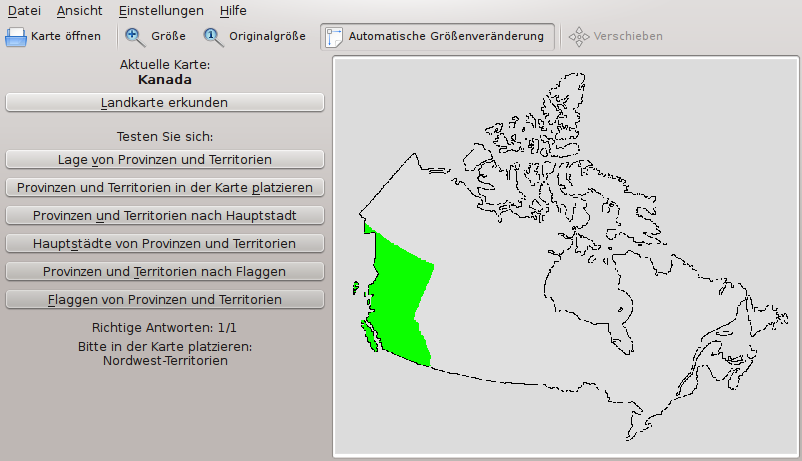 Datei Ansicht Einstellungen Hilfe
Karte öffnen Größe Originalgröße Automatische Größenveränderung Verschieben
Aktuelle Karte:
Kanada
Landkarte erkunden
Testen Sie sich:
Lage von Provinzen und Territorien
Provinzen und Territorien in der Karte platzieren
Provinzen und Territorien nach Hauptstadt
Hauptstädte von Provinzen und Territorien
Provinzen und Territorien nach Flaggen
Flaggen von Provinzen und Territorien
Richtige Antworten: 1/1
Bitte in der Karte platzieren:
Nordwest-Territorien